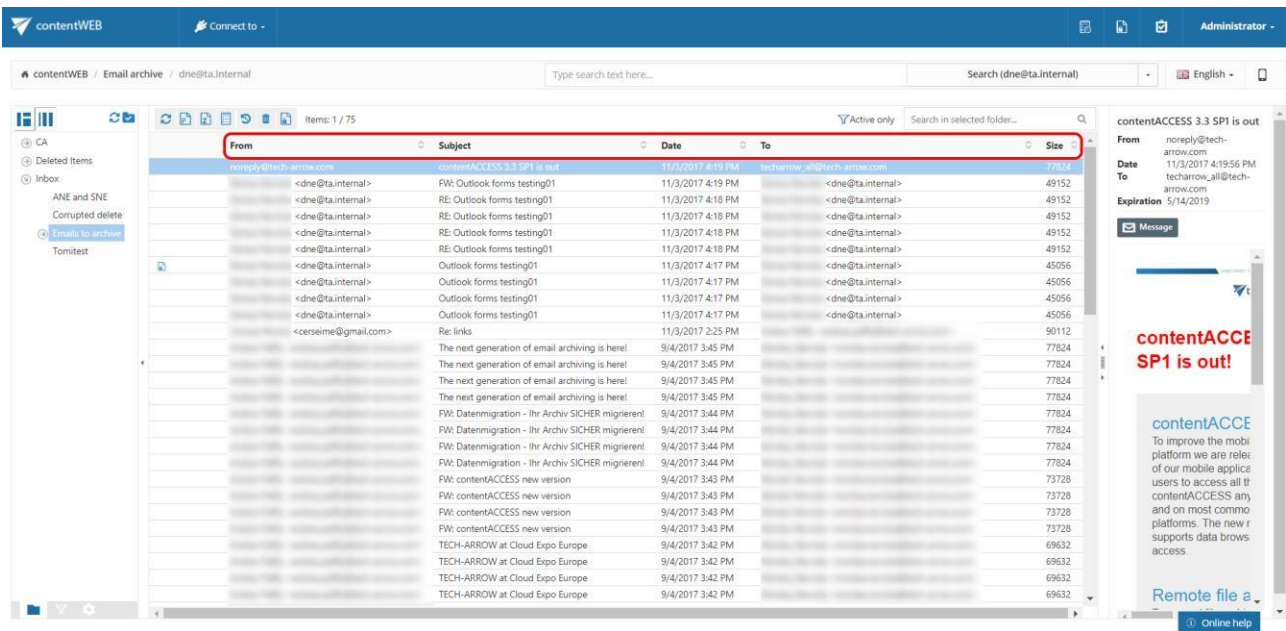 contentWEB Connect to Administrator
contentWEB / Email archive / dne@ta.internal Type search text here... Search (dne@ta.internal) English
Items: 1 / 75 Active only Search in selected folder...
From Subject Date To Size
CA
Deleted Items
Inbox
ANE and SNE
Corrupted delete
Emails to archive
Tomitest
noreply@tech-arrow.com contentACCESS 3.3 SP1 is out 11/3/2017 4:19 PM techarrow_all@tech-arrow.com 77824
<dne@ta.internal> FW: Outlook forms testing01 11/3/2017 4:19 PM <dne@ta.internal> 49152
<dne@ta.internal> RE: Outlook forms testing01 11/3/2017 4:18 PM <dne@ta.internal> 49152
<dne@ta.internal> RE: Outlook forms testing01 11/3/2017 4:18 PM <dne@ta.internal> 49152
<dne@ta.internal> RE: Outlook forms testing01 11/3/2017 4:18 PM <dne@ta.internal> 49152
<dne@ta.internal> RE: Outlook forms testing01 11/3/2017 4:18 PM <dne@ta.internal> 49152
<dne@ta.internal> Outlook forms testing01 11/3/2017 4:17 PM <dne@ta.internal> 45056
<dne@ta.internal> Outlook forms testing01 11/3/2017 4:17 PM <dne@ta.internal> 45056
<dne@ta.internal> Outlook forms testing01 11/3/2017 4:17 PM <dne@ta.internal> 45056
<dne@ta.internal> Outlook forms testing01 11/3/2017 4:17 PM <dne@ta.internal> 45056
<cerseime@gmail.com> Re: links 11/3/2017 2:25 PM 90112
The next generation of email archiving is here! 9/4/2017 3:45 PM 77824
The next generation of email archiving is here! 9/4/2017 3:45 PM 77824
The next generation of email archiving is here! 9/4/2017 3:45 PM 77824
The next generation of email archiving is here! 9/4/2017 3:45 PM 77824
FW: Datenmigration - Ihr Archiv SICHER migrieren! 9/4/2017 3:44 PM 77824
FW: Datenmigration - Ihr Archiv SICHER migrieren! 9/4/2017 3:44 PM 77824
FW: Datenmigration - Ihr Archiv SICHER migrieren! 9/4/2017 3:44 PM 77824
FW: Datenmigration - Ihr Archiv SICHER migrieren! 9/4/2017 3:44 PM 77824
FW: contentACCESS new version 9/4/2017 3:43 PM 73728
FW: contentACCESS new version 9/4/2017 3:43 PM 73728
FW: contentACCESS new version 9/4/2017 3:43 PM 73728
FW: contentACCESS new version 9/4/2017 3:43 PM 73728
TECH-ARROW at Cloud Expo Europe 9/4/2017 3:42 PM 69632
TECH-ARROW at Cloud Expo Europe 9/4/2017 3:42 PM 69632
TECH-ARROW at Cloud Expo Europe 9/4/2017 3:42 PM 69632
TECH-ARROW at Cloud Expo Europe 9/4/2017 3:42 PM 69632
contentACCESS 3.3 SP1 is out
From noreply@tech-
arrow.com
Date 11/3/2017 4:19:56 PM
To techarrow_all@tech-
arrow.com
Expiration 5/14/2019
Message
contentACCE
SP1 is out!
contentACCE
To improve the mobi
platform we are relea
of our mobile applica
users to access all th
contentACCESS any
and on most commo
platforms. The new r
supports data brows
access.
Remote file a
Online help